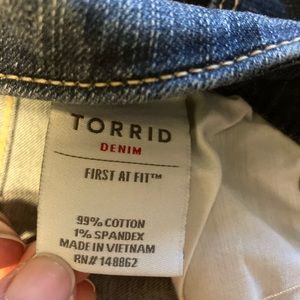 TORRID
DENIM
FIRST AT FIT™
99% COTTON
1% SPANDEX
MADE IN VIETNAM
RN# 148862